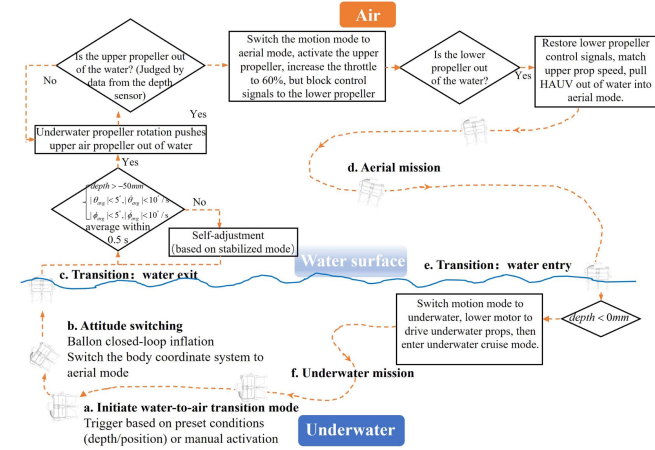 Air
Is the upper propeller out
of the water? (Judged by
data from the depth
sensor)
No
Yes
Underwater propeller rotation pushes
upper air propeller out of water
Yes
Switch the motion mode to
aerial mode, activate the upper
propeller, increase the throttle
to 60%, but block control
signals to the lower propeller
Is the lower
propeller out of
the water?
Yes
Restore lower propeller
control signals, match
upper prop speed, pull
HAUV out of water into
aerial mode.
d. Aerial mission
depth > −50mm
|θavg|<5°, |θ̇avg|<10°/s
|ϕavg|<5°, |ϕ̇avg|<10°/s
average within
0.5 s
No
Self-adjustment
(based on stabilized mode)
Water surface
c. Transition: water exit
e. Transition: water entry
depth < 0mm
Switch motion mode to
underwater, lower motor to
drive underwater props, then
enter underwater cruise mode.
b. Attitude switching
Ballon closed-loop inflation
Switch the body coordinate system to
aerial mode
f. Underwater mission
a. Initiate water-to-air transition mode
Trigger based on preset conditions
(depth/position) or manual activation
Underwater